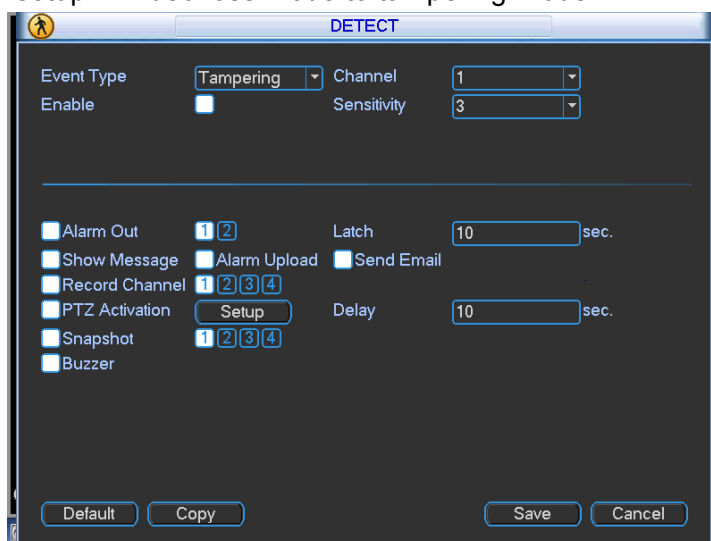 DETECT
Event Type Tampering Channel 1
Enable Sensitivity 3
Alarm Out 1 2 Latch 10 sec.
Show Message Alarm Upload Send Email
Record Channel 1 2 3 4
PTZ Activation Setup Delay 10 sec.
Snapshot 1 2 3 4
Buzzer
Default Copy Save Cancel